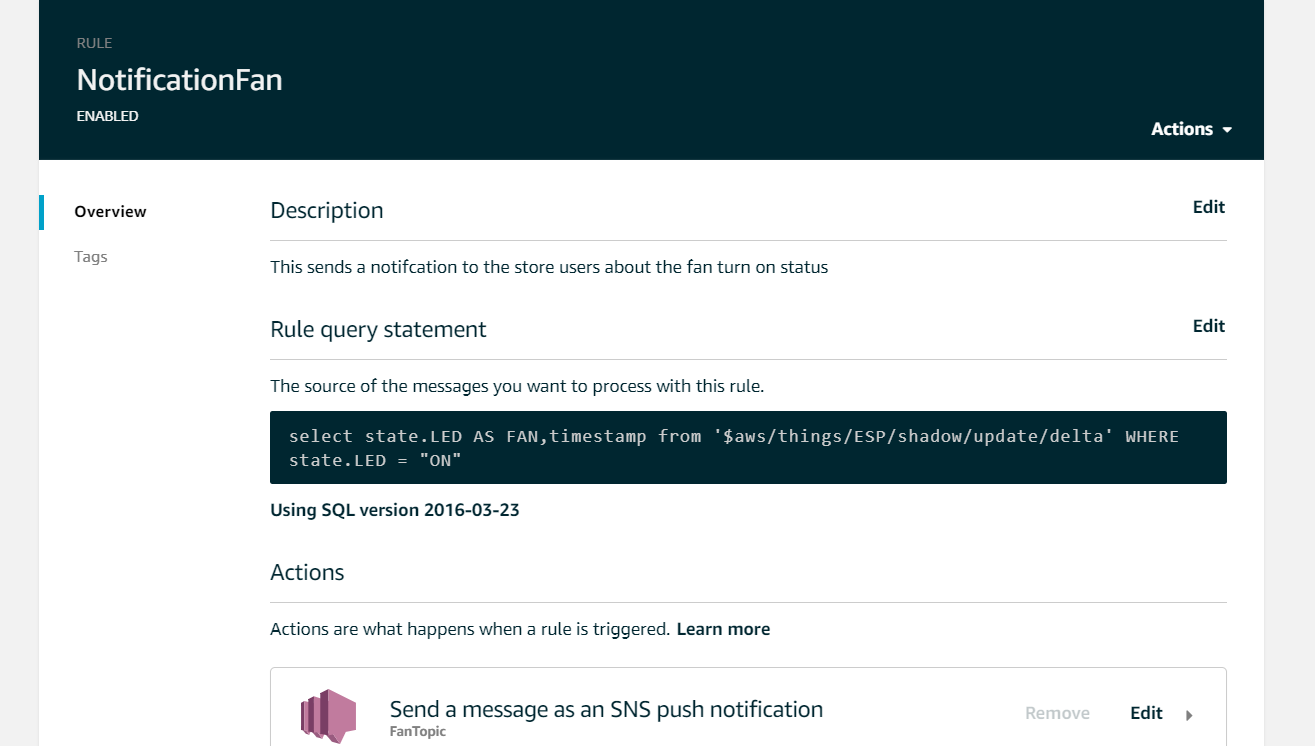 RULE
NotificationFan
ENABLED
Actions
Overview
Tags
Description
Edit
This sends a notifcation to the store users about the fan turn on status
Rule query statement
Edit
The source of the messages you want to process with this rule.
select state.LED AS FAN,timestamp from '$aws/things/ESP/shadow/update/delta' WHERE
state.LED = "ON"
Using SQL version 2016-03-23
Actions
Actions are what happens when a rule is triggered. Learn more
Send a message as an SNS push notification
FanTopic
Remove
Edit